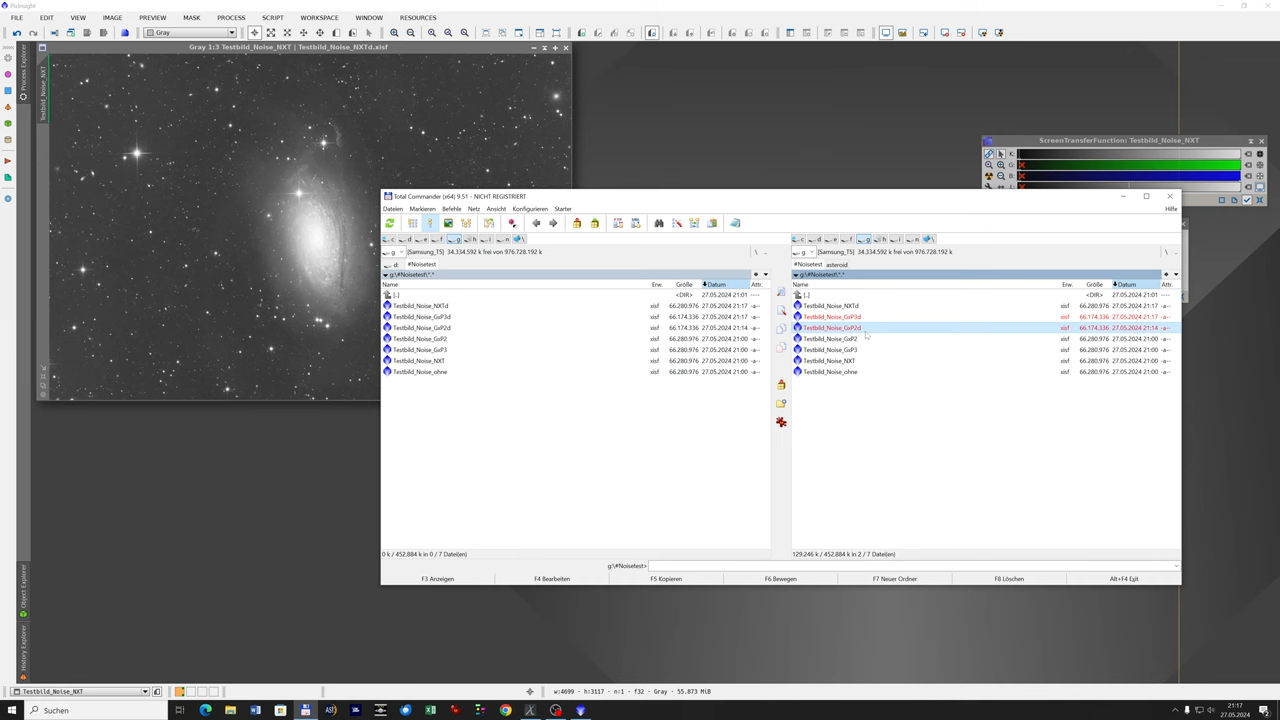 PixInsight
FILE EDIT VIEW IMAGE PREVIEW MASK PROCESS SCRIPT WORKSPACE WINDOW RESOURCES
Gray
Gray 1:3 Testbild_Noise_NXT | Testbild_Noise_NXTd.xisf
Process Explorer
Testbild_Noise_NXT
Object Explorer
History Explorer
ScreenTransferFunction: Testbild_Noise_NXT
K:
G:
B:
L:
Total Commander (x64) 9.51 - NICHT REGISTRIERT
Dateien Markieren Befehle Netz Ansicht Konfigurieren Starter Hilfe
c d e f g h i n \ c d e f g h i n \
g [Samsung_T5] 34.334.592 k frei von 976.728.192 k \ .. g [Samsung_T5] 34.334.592 k frei von 976.728.192 k \ ..
d: #Noisetest #Noisetest asteroid
g:\#Noisetest\*.* g:\#Noisetest\*.*
Name Erw. Größe Datum Attr. Name Erw. Größe Datum Attr.
[..] <DIR> 27.05.2024 21:01 ---- [..] <DIR> 27.05.2024 21:01 ----
Testbild_Noise_NXTd xisf 66.280.976 27.05.2024 21:17 -a-- Testbild_Noise_NXTd xisf 66.280.976 27.05.2024 21:17 -a--
Testbild_Noise_GxP3d xisf 66.174.336 27.05.2024 21:17 -a-- Testbild_Noise_GxP3d xisf 66.174.336 27.05.2024 21:17 -a--
Testbild_Noise_GxP2d xisf 66.174.336 27.05.2024 21:14 -a-- Testbild_Noise_GxP2d xisf 66.174.336 27.05.2024 21:14 -a--
Testbild_Noise_GxP2 xisf 66.280.976 27.05.2024 21:00 -a-- Testbild_Noise_GxP2 xisf 66.280.976 27.05.2024 21:00 -a--
Testbild_Noise_GxP3 xisf 66.280.976 27.05.2024 21:00 -a-- Testbild_Noise_GxP3 xisf 66.280.976 27.05.2024 21:00 -a--
Testbild_Noise_NXT xisf 66.280.976 27.05.2024 21:00 -a-- Testbild_Noise_NXT xisf 66.280.976 27.05.2024 21:00 -a--
Testbild_Noise_ohne xisf 66.280.976 27.05.2024 21:00 -a-- Testbild_Noise_ohne xisf 66.280.976 27.05.2024 21:00 -a--
0 k / 452.884 k in 0 / 7 Datei(en) 129.246 k / 452.884 k in 2 / 7 Datei(en)
g:\#Noisetest>
F3 Anzeigen F4 Bearbeiten F5 Kopieren F6 Bewegen F7 Neuer Ordner F8 Löschen Alt+F4 Exit
Testbild_Noise_NXT w:4699 · h:3117 · n:1 · f32 · Gray · 55.873 MiB
Suchen
21:17
27.05.2024